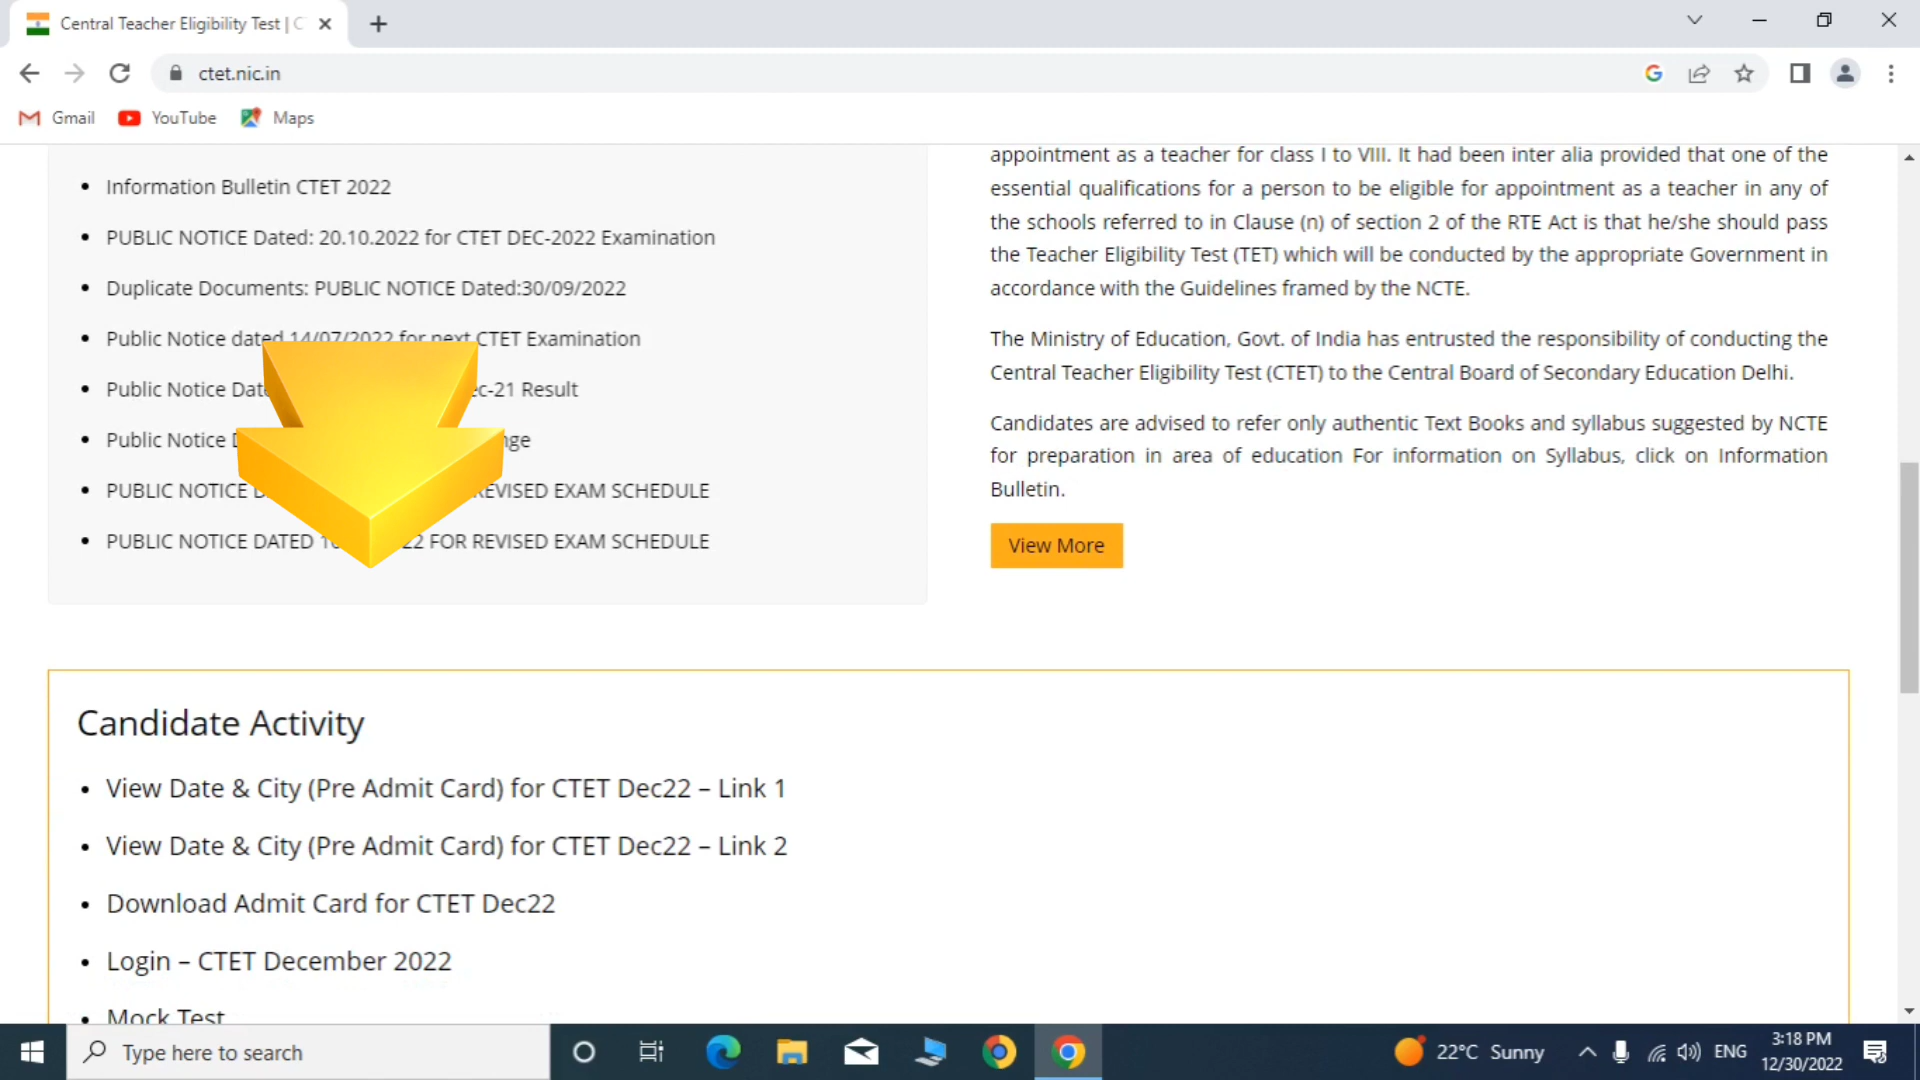 Central Teacher Eligibility Test |
ctet.nic.in
Gmail
YouTube
Maps
Information Bulletin CTET 2022
PUBLIC NOTICE Dated: 20.10.2022 for CTET DEC-2022 Examination
Duplicate Documents: PUBLIC NOTICE Dated:30/09/2022
Public Notice dated 14/07/2022 for next CTET Examination
Public Notice Result
Public Notice
PUBLIC NOTICE REVISED EXAM SCHEDULE
PUBLIC NOTICE DATED FOR REVISED EXAM SCHEDULE
appointment as a teacher for class I to VIII. It had been inter alia provided that one of the
essential qualifications for a person to be eligible for appointment as a teacher in any of
the schools referred to in Clause (n) of section 2 of the RTE Act is that he/she should pass
the Teacher Eligibility Test (TET) which will be conducted by the appropriate Government in
accordance with the Guidelines framed by the NCTE.
The Ministry of Education, Govt. of India has entrusted the responsibility of conducting the
Central Teacher Eligibility Test (CTET) to the Central Board of Secondary Education Delhi.
Candidates are advised to refer only authentic Text Books and syllabus suggested by NCTE
for preparation in area of education For information on Syllabus, click on Information
Bulletin.
View More
Candidate Activity
View Date & City (Pre Admit Card) for CTET Dec22 – Link 1
View Date & City (Pre Admit Card) for CTET Dec22 – Link 2
Download Admit Card for CTET Dec22
Login – CTET December 2022
Mock Test
Type here to search
22°C Sunny
ENG
3:18 PM
12/30/2022